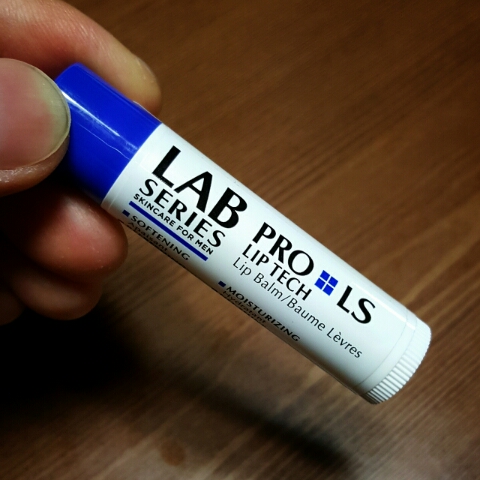 LAB
SERIES
SKINCARE FOR MEN
SOFTENING
PRO LS
LIP TECH
Lip Balm/Baume Lèvres
MOISTURIZING